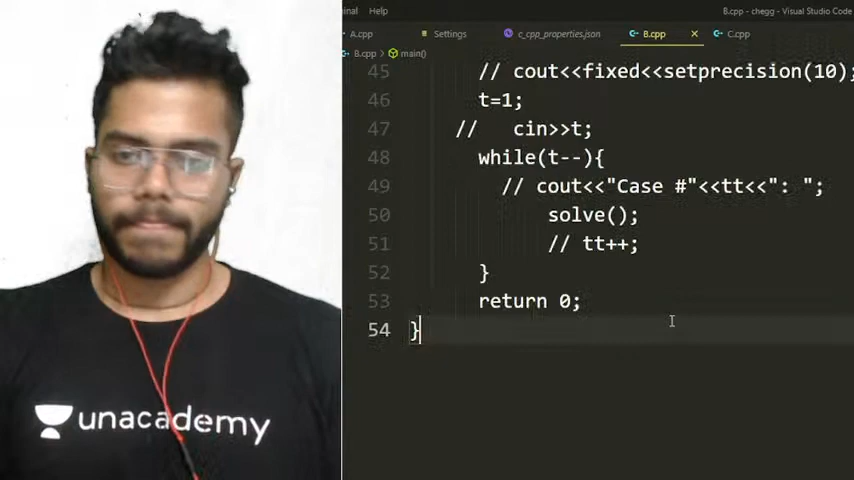 minal Help
B.cpp - chegg - Visual Studio Code
A.cpp Settings c_cpp_properties.json B.cpp × C.cpp
B.cpp > main()
45 // cout<<fixed<<setprecision(10);
46 t=1;
47 // cin>>t;
48 while(t--){
49 // cout<<"Case #"<<tt<<": ";
50 solve();
51 // tt++;
52 }
53 return 0;
54 }
unacademy